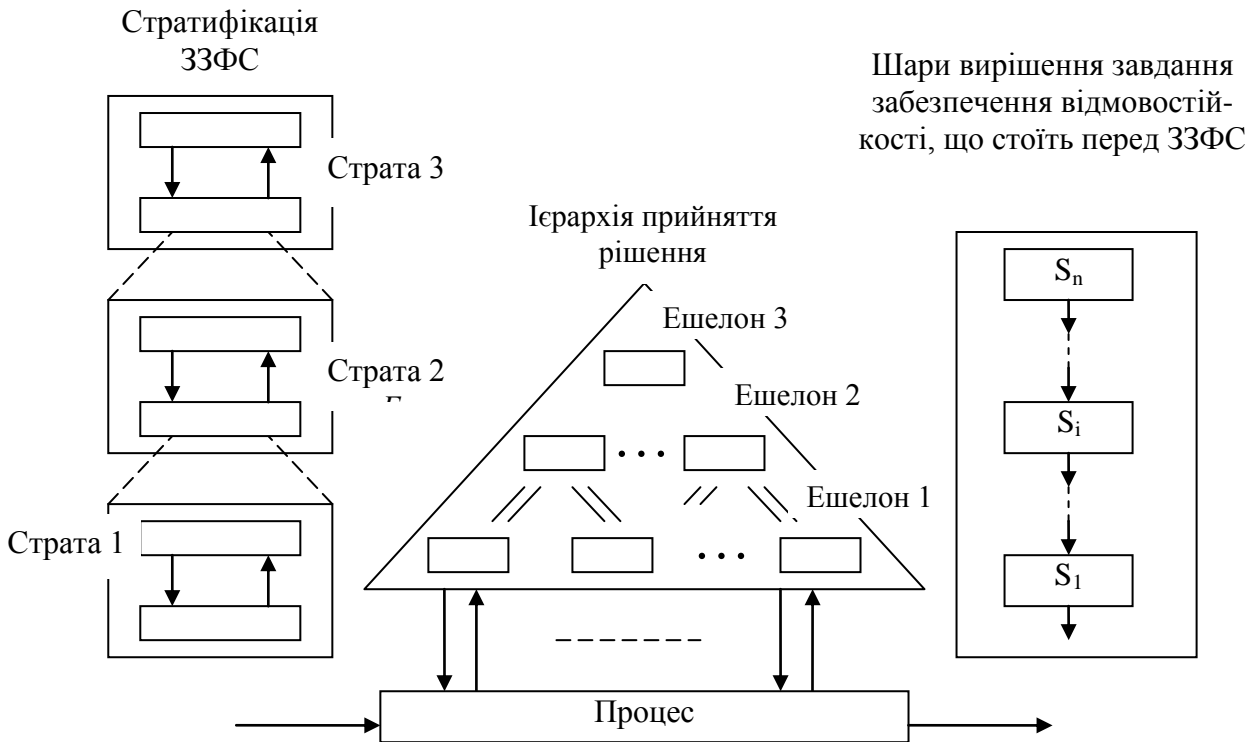 Стратифікація
ЗЗФС
Страта 3
Страта 2
Страта 1
Ієрархія прийняття
рішення
Ешелон 3
Ешелон 2
Ешелон 1
Процес
Шари вирішення завдання
забезпечення відмовостій-
кості, що стоїть перед ЗЗФС
Sn
Si
S1